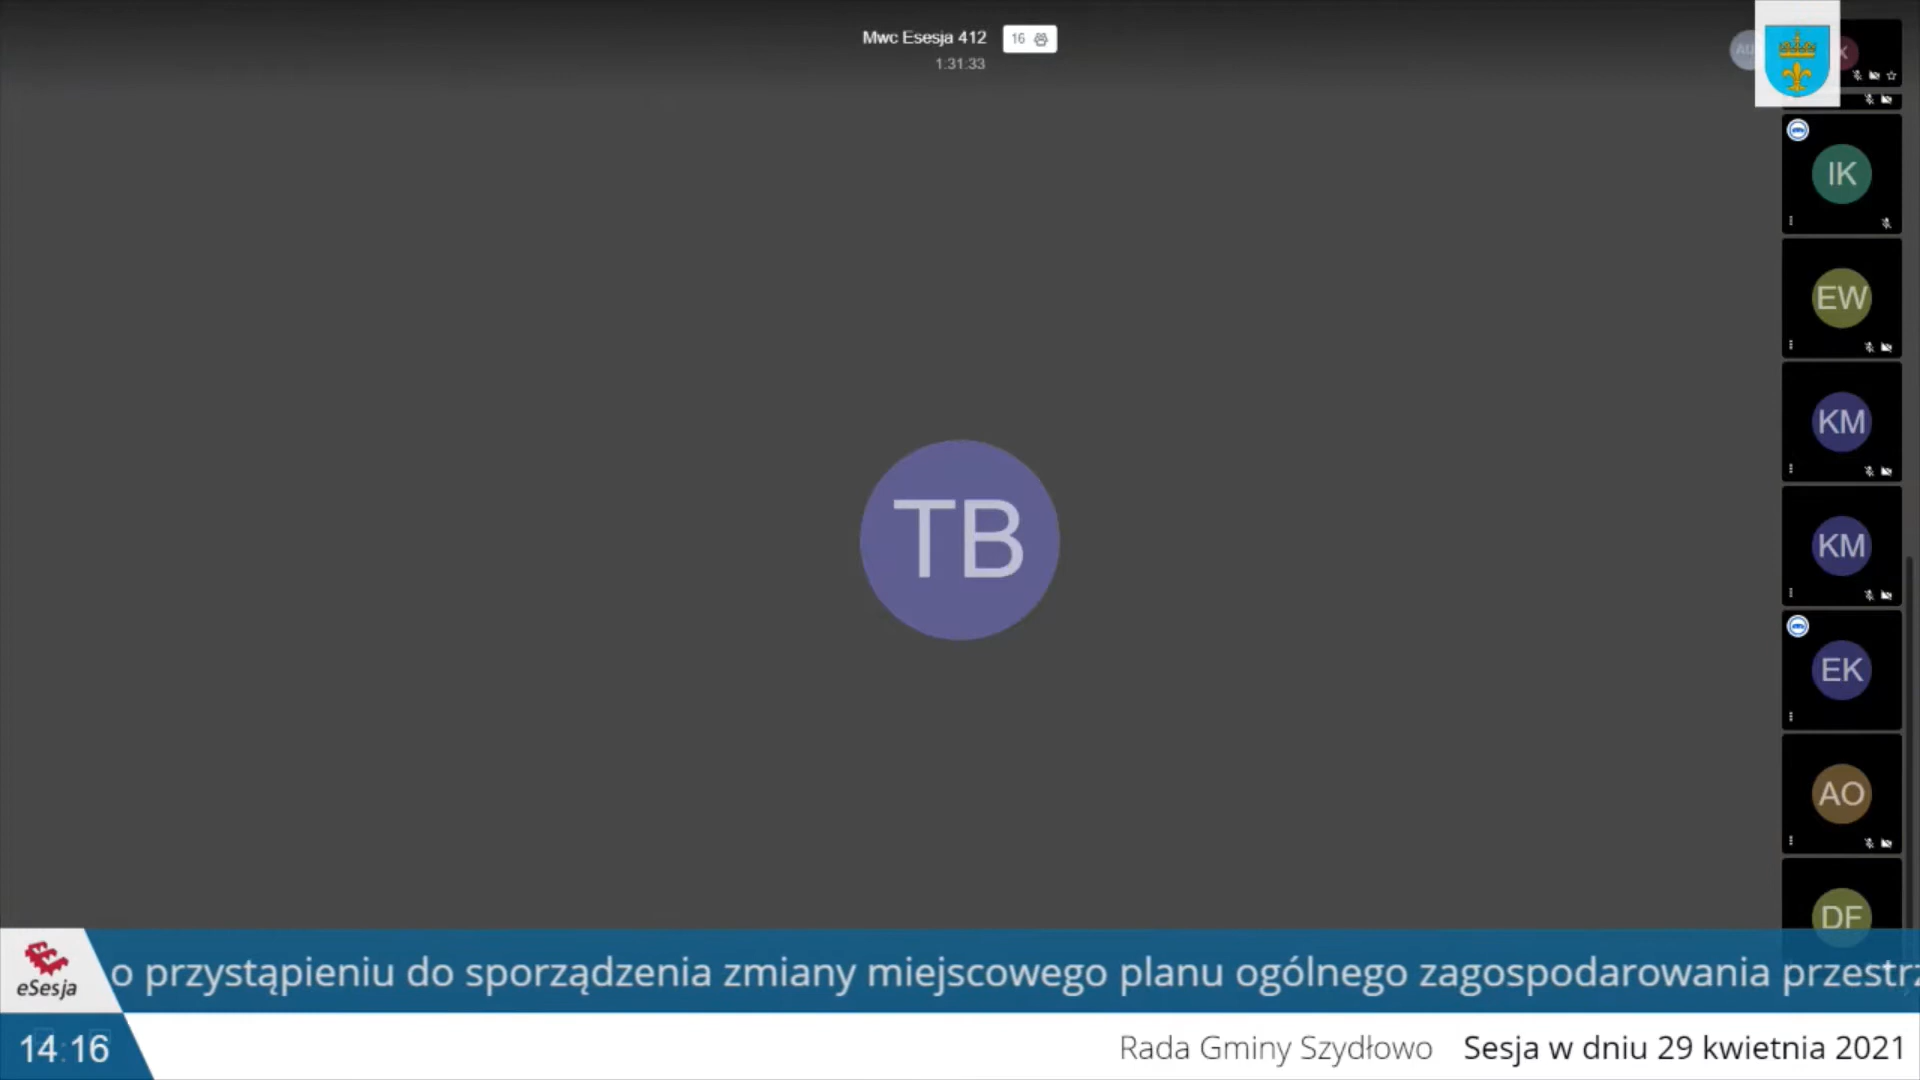 Mwc Esesja 412
16
1:31:33
AU
K
IK
EW
KM
KM
EK
AO
DF
TB
eSesja
o przystąpieniu do sporządzenia zmiany miejscowego planu ogólnego zagospodarowania przestrz
14:16
Rada Gminy Szydłowo
Sesja w dniu 29 kwietnia 2021